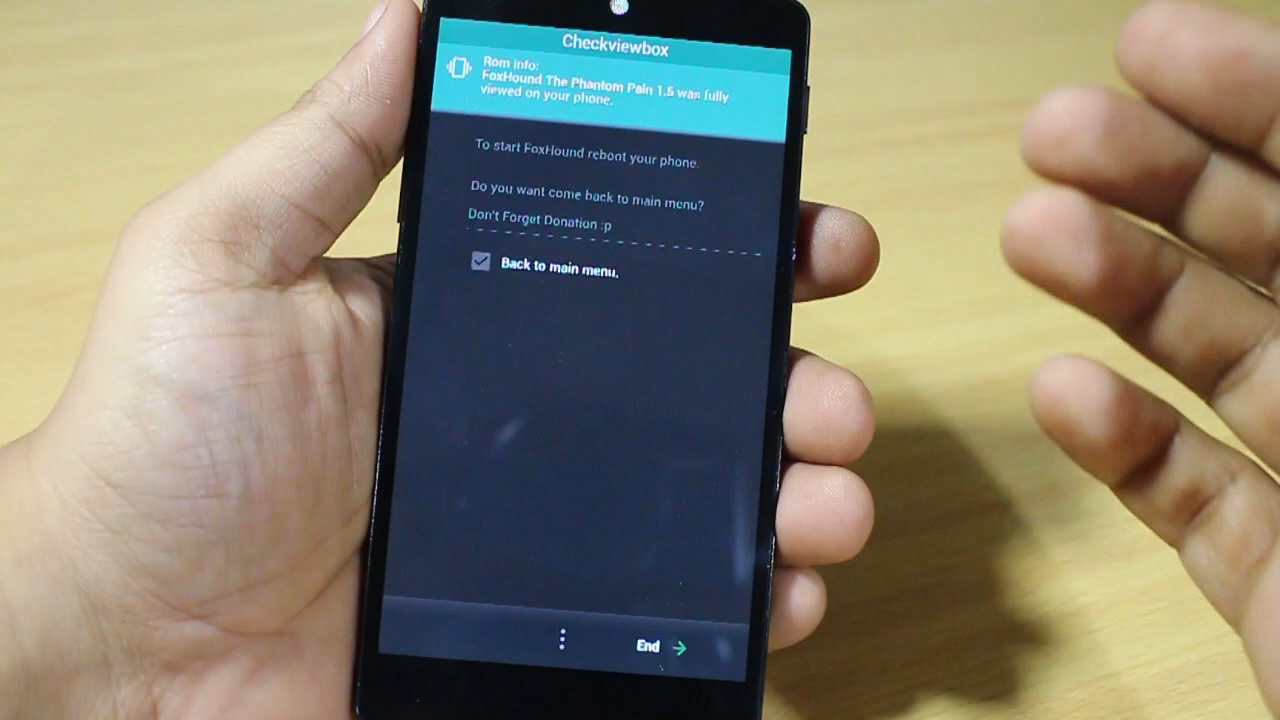 Checkviewbox
Rom info:
FoxHound The Phantom Pain 1.5 was fully
viewed on your phone.
To start FoxHound reboot your phone.
Do you want come back to main menu?
Don't Forget Donation :p
Back to main menu.
End